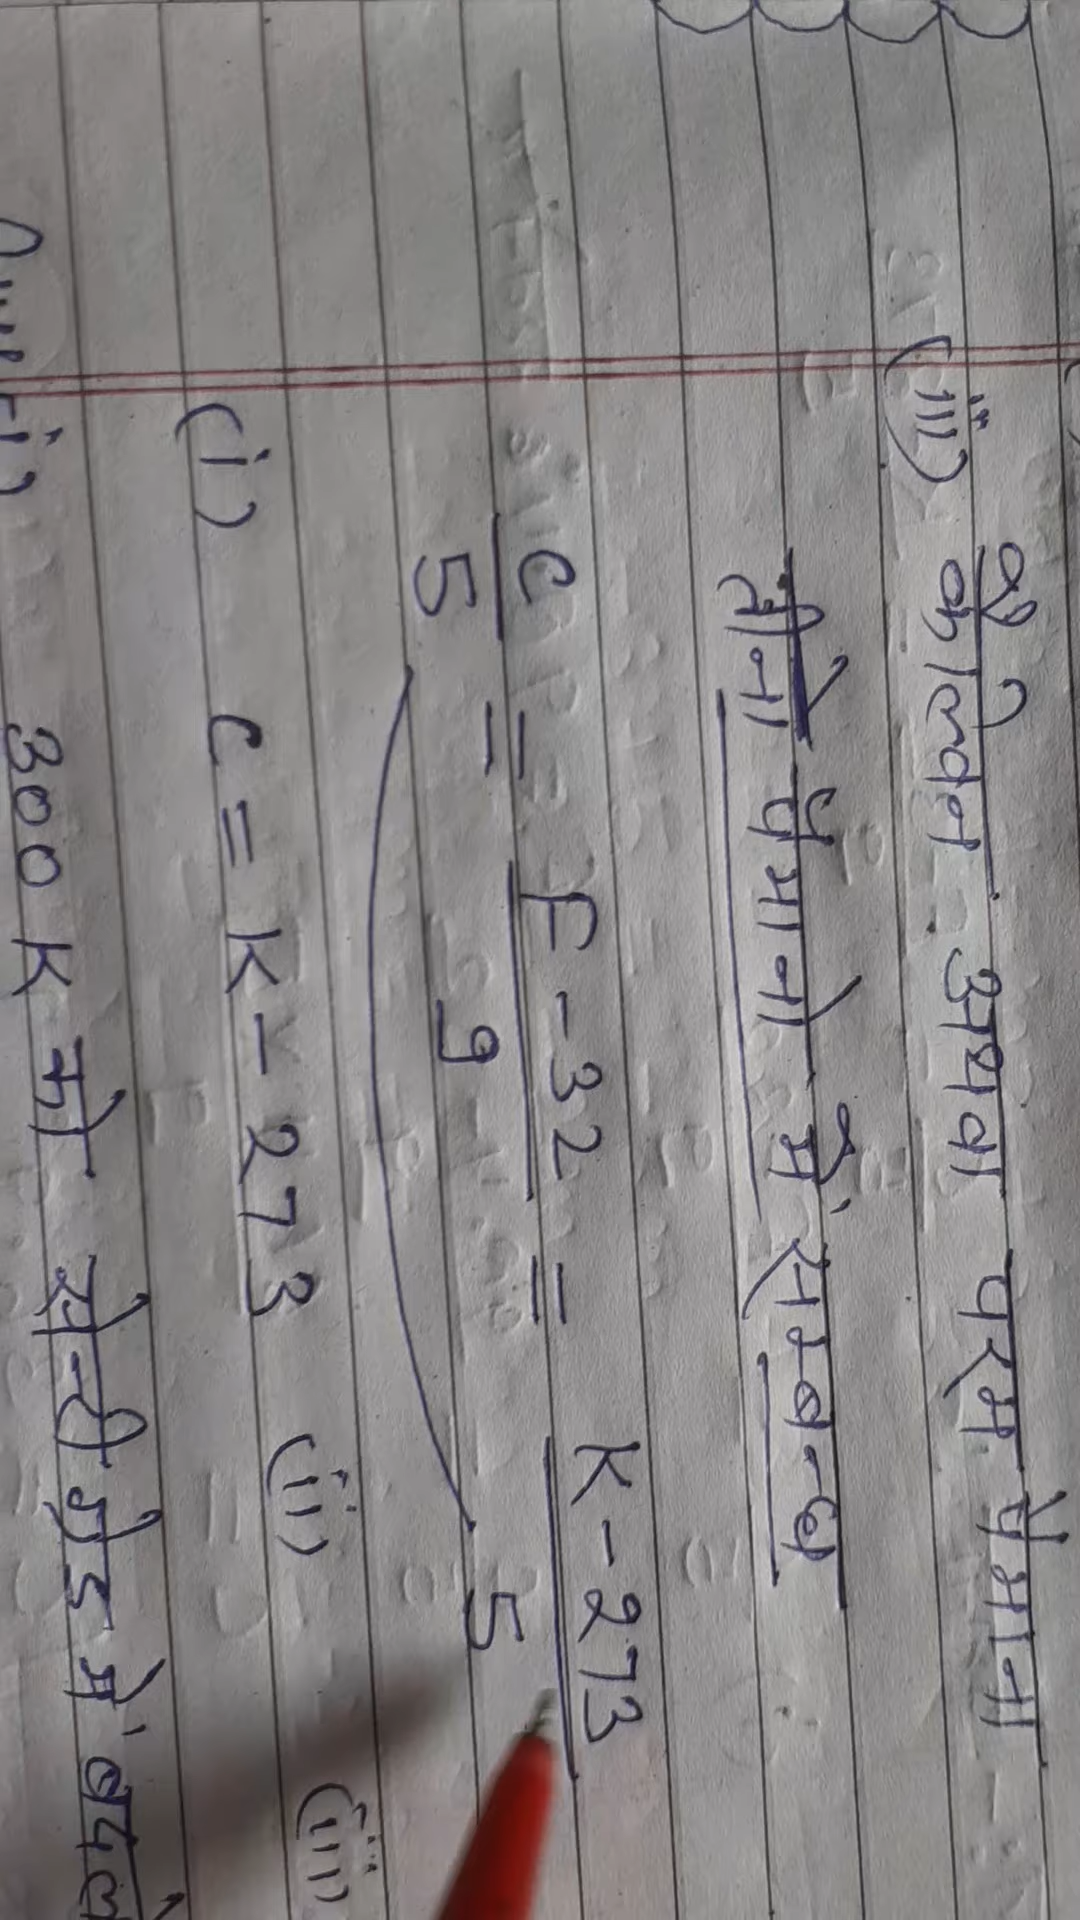 (iii) केल्विन अथवा परम पैमाना
तीनो पैमानो में सम्बन्ध
C/5 = F-32/9 = K-273/5
(i) C = K - 273 (ii) (iii)
300 K को सेन्टीग्रेड में बदलें